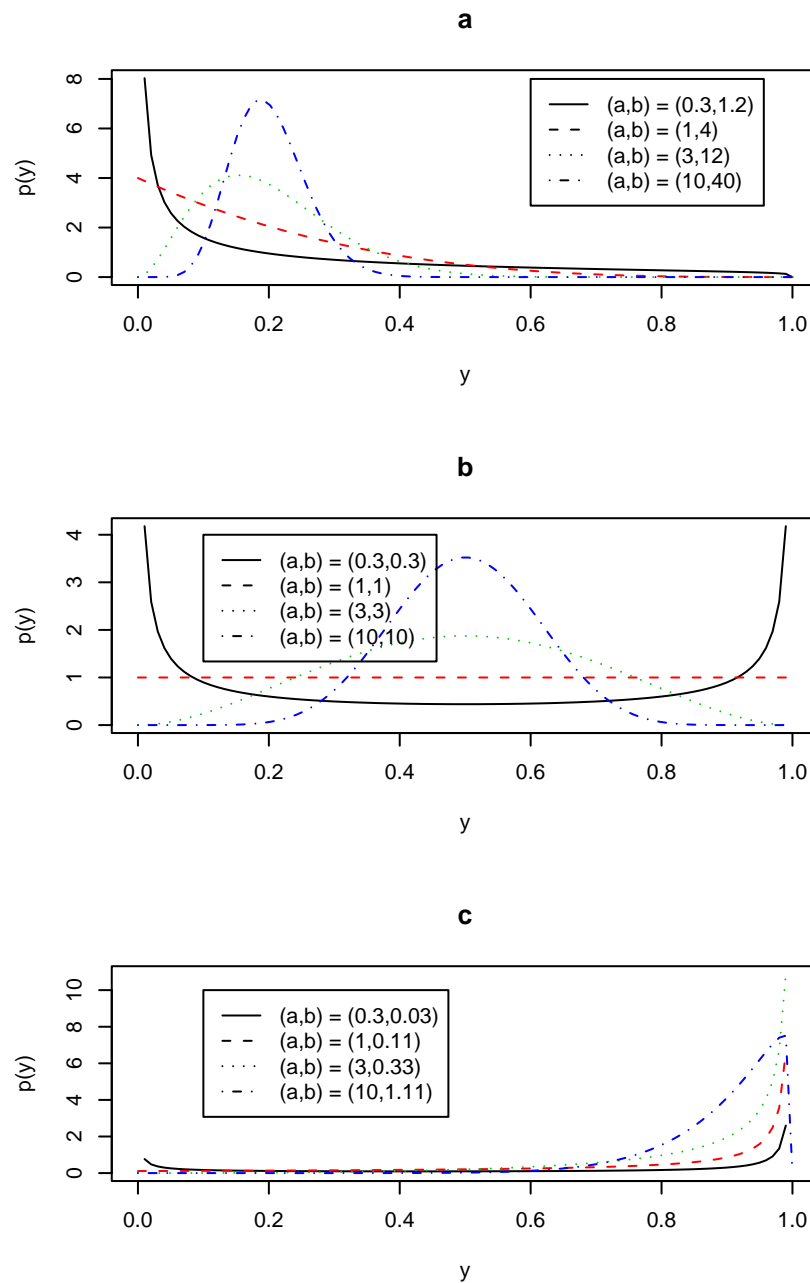 a
p(y)
8
6
4
2
0
(a,b) = (0.3,1.2)
(a,b) = (1,4)
(a,b) = (3,12)
(a,b) = (10,40)
0.0 0.2 0.4 0.6 0.8 1.0
y
b
p(y)
4
3
2
1
0
(a,b) = (0.3,0.3)
(a,b) = (1,1)
(a,b) = (3,3)
(a,b) = (10,10)
0.0 0.2 0.4 0.6 0.8 1.0
y
c
p(y)
10
8
6
4
2
0
(a,b) = (0.3,0.03)
(a,b) = (1,0.11)
(a,b) = (3,0.33)
(a,b) = (10,1.11)
0.0 0.2 0.4 0.6 0.8 1.0
y